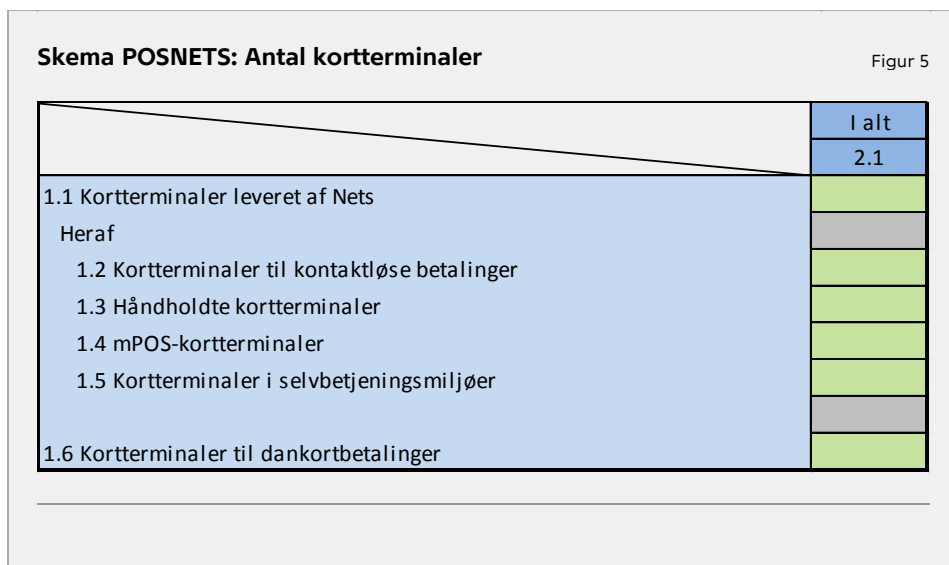 Skema POSNETS: Antal kortterminaler
Figur 5
I alt
2.1
1.1 Kortterminaler leveret af Nets
Heraf
1.2 Kortterminaler til kontaktløse betalinger
1.3 Håndholdte kortterminaler
1.4 mPOS-kortterminaler
1.5 Kortterminaler i selvbetjeningsmiljøer
1.6 Kortterminaler til dankortbetalinger